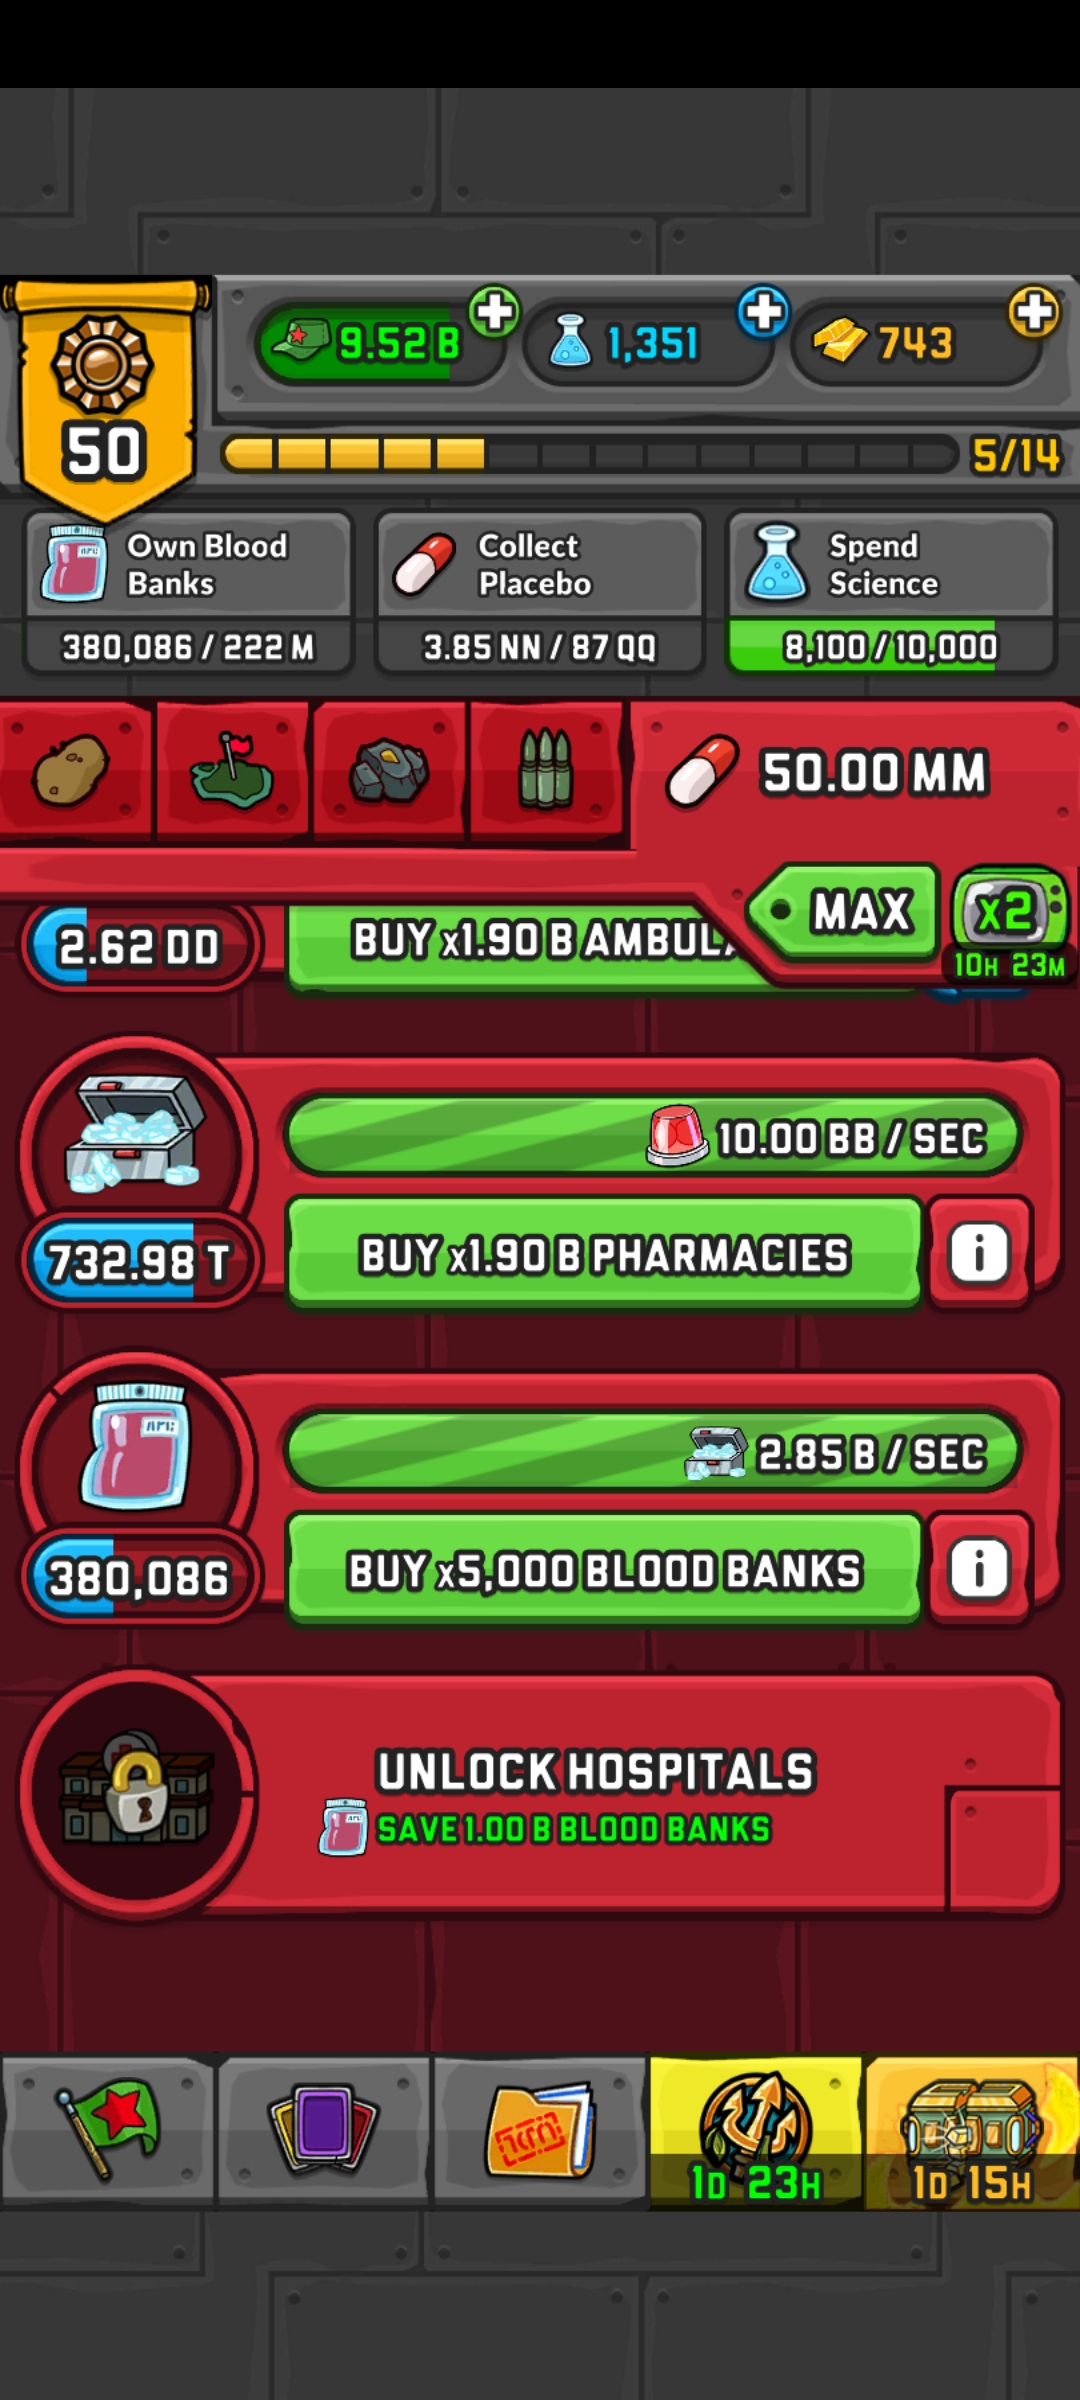 9.52 B
1,351
743
50
5/14
Own Blood
Banks
380,086 / 222 M
Collect
Placebo
3.85 NN / 87 QQ
Spend
Science
8,100 / 10,000
50.00 MM
MAX
x2
10H 23M
2.62 DD
BUY x1.90 B
10.00 BB / SEC
732.98 T
BUY x1.90 B PHARMACIES
i
2.85 B / SEC
380,086
BUY x5,000 BLOOD BANKS
i
UNLOCK HOSPITALS
SAVE 1.00 B BLOOD BANKS
1D 23H
1D 15H